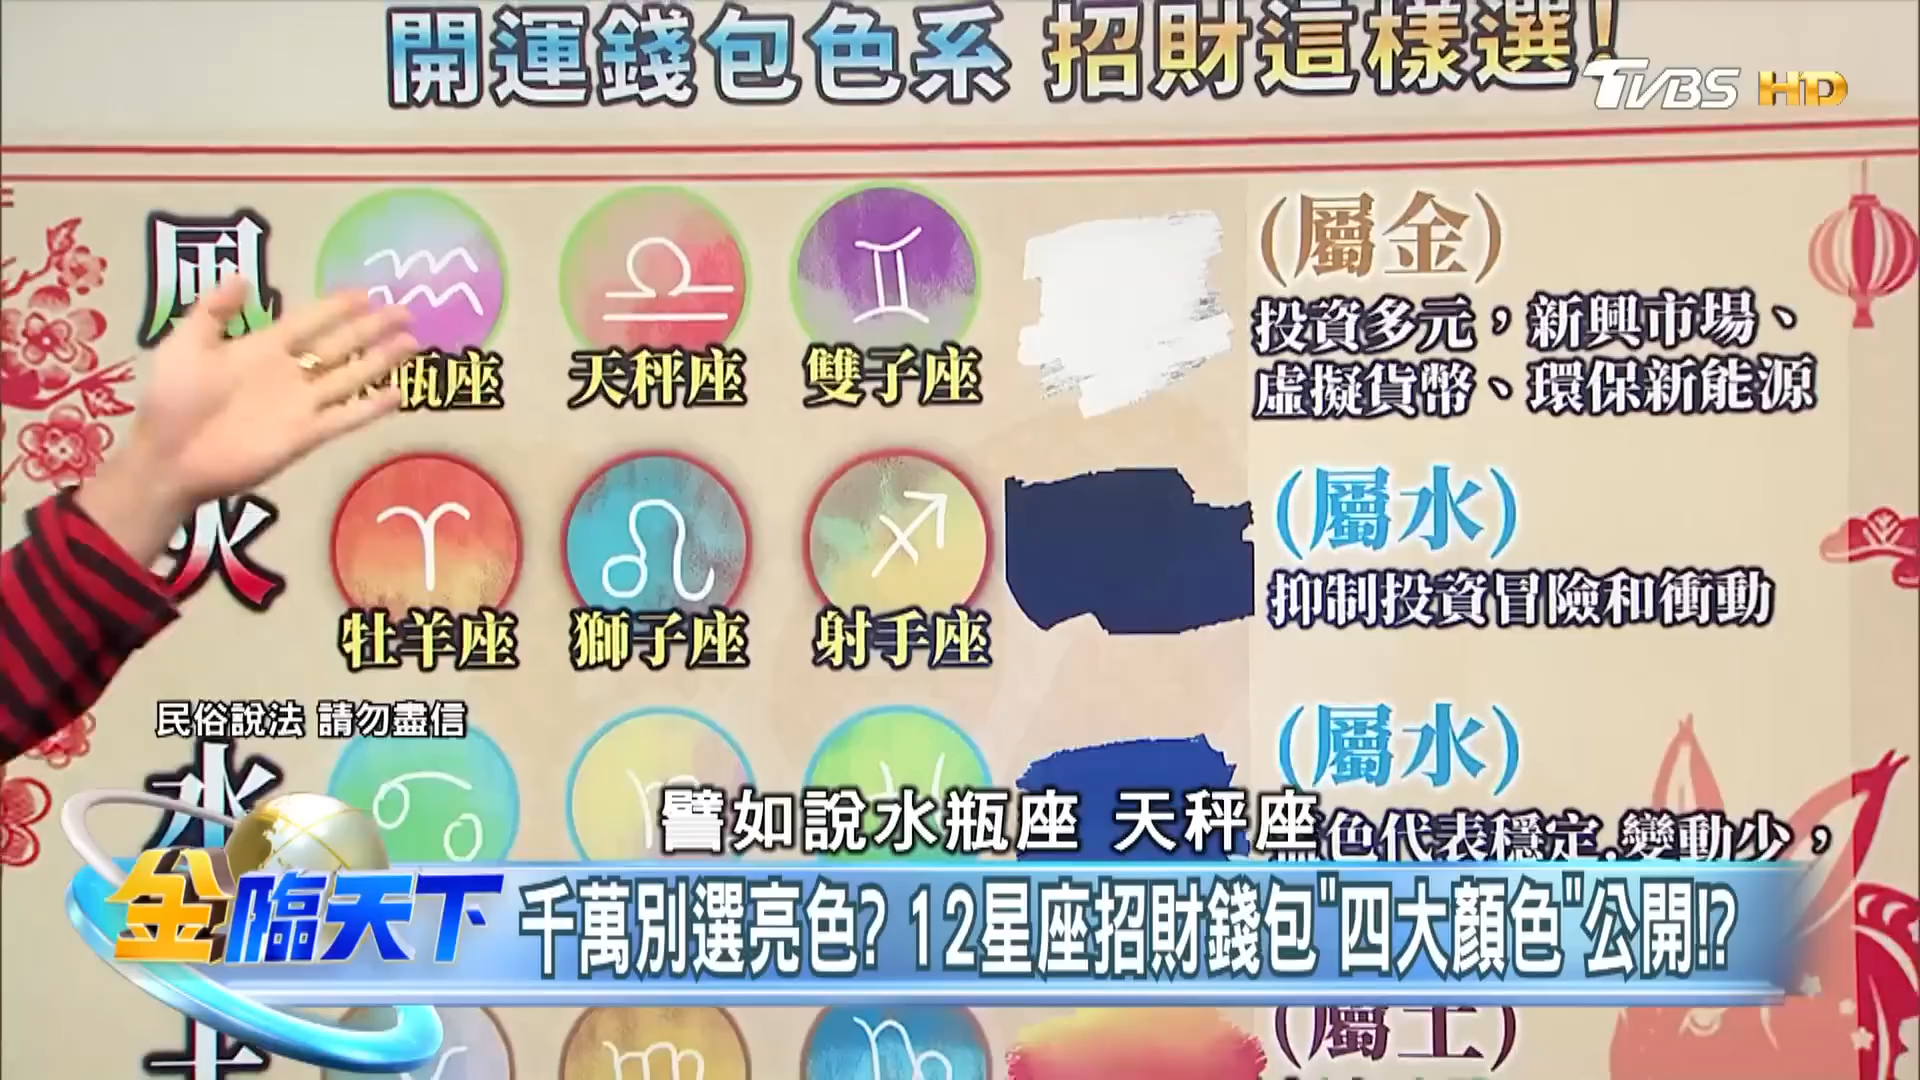 開運錢包色系 招財這樣選!
TVBS HD
風
(屬金)
投資多元，新興市場、
虛擬貨幣、環保新能源
瓶座
天秤座
雙子座
火
(屬水)
抑制投資冒險和衝動
牡羊座
獅子座
射手座
民俗說法 請勿盡信
水
(屬水)
色代表穩定,變動少，
譬如說水瓶座 天秤座
金臨天下
千萬別選亮色? 12星座招財錢包"四大顏色"公開!?
土
(屬土)